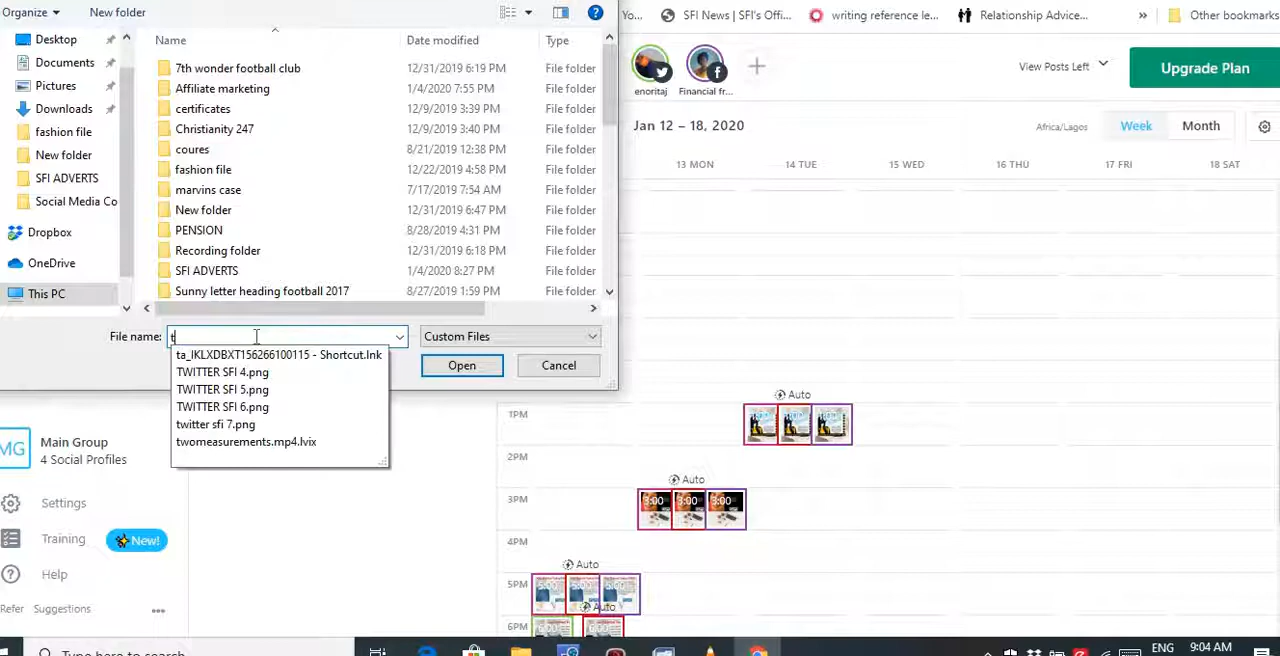 Organize
New folder
Desktop
Documents
Pictures
Downloads
fashion file
New folder
SFI ADVERTS
Social Media Co
Dropbox
OneDrive
This PC
Name Date modified Type
7th wonder football club 12/31/2019 6:19 PM File folder
Affiliate marketing 1/4/2020 7:55 PM File folder
certificates 12/9/2019 3:39 PM File folder
Christianity 247 12/9/2019 3:40 PM File folder
coures 8/21/2019 12:38 PM File folder
fashion file 12/22/2019 4:58 PM File folder
marvins case 7/17/2019 7:54 AM File folder
New folder 12/31/2019 6:47 PM File folder
PENSION 8/28/2019 4:31 PM File folder
Recording folder 12/31/2019 6:18 PM File folder
SFI ADVERTS 1/4/2020 8:27 PM File folder
Sunny letter heading football 2017 8/27/2019 1:59 PM File folder
File name: t
Custom Files
ta_IKLXDBXT156266100115 - Shortcut.lnk
TWITTER SFI 4.png
TWITTER SFI 5.png
TWITTER SFI 6.png
twitter sfi 7.png
twomeasurements.mp4.lvix
Open
Cancel
Yo... SFI News | SFI's Offi... writing reference le... Relationship Advice... » Other bookmarks
enoritaj
Financial fr...
View Posts Left
Upgrade Plan
Jan 12 – 18, 2020
Africa/Lagos
Week
Month
13 MON 14 TUE 15 WED 16 THU 17 FRI 18 SAT
1PM
2PM
3PM
4PM
5PM
6PM
Auto
Auto
3:00 3:00 3:00
Auto
Auto
MG
Main Group
4 Social Profiles
Settings
Training
New!
Help
Refer
Suggestions
Type here to search
ENG
9:04 AM